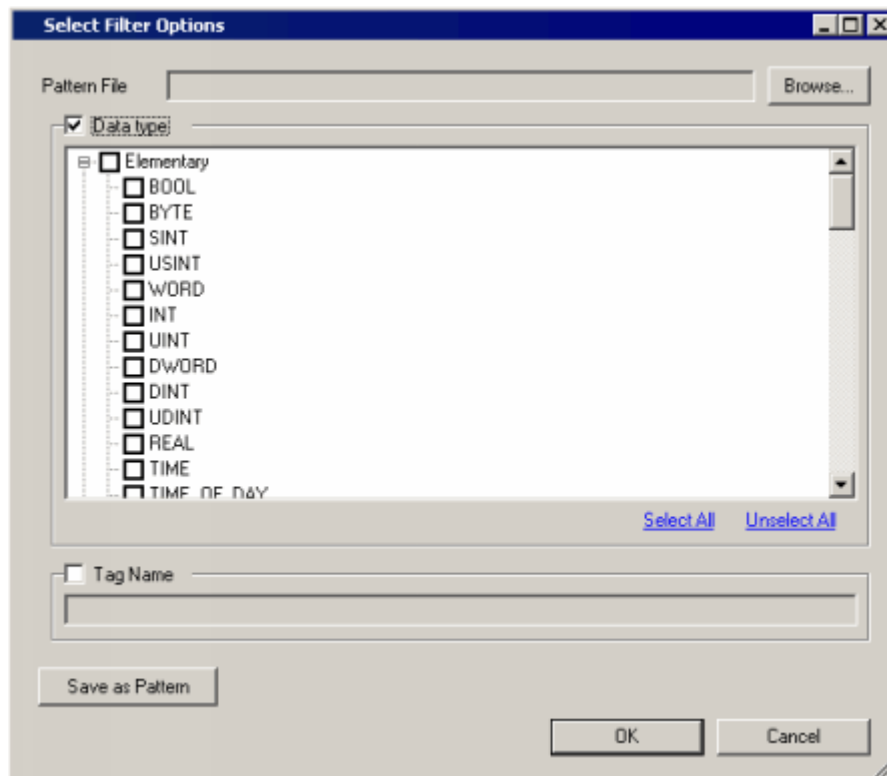 Select Filter Options
Pattern File Browse...
Data type
Elementary
BOOL
BYTE
SINT
USINT
WORD
INT
UINT
DWORD
DINT
UDINT
REAL
TIME
TIME_OF_DAY
Select All Unselect All
Tag Name
Save as Pattern
OK Cancel